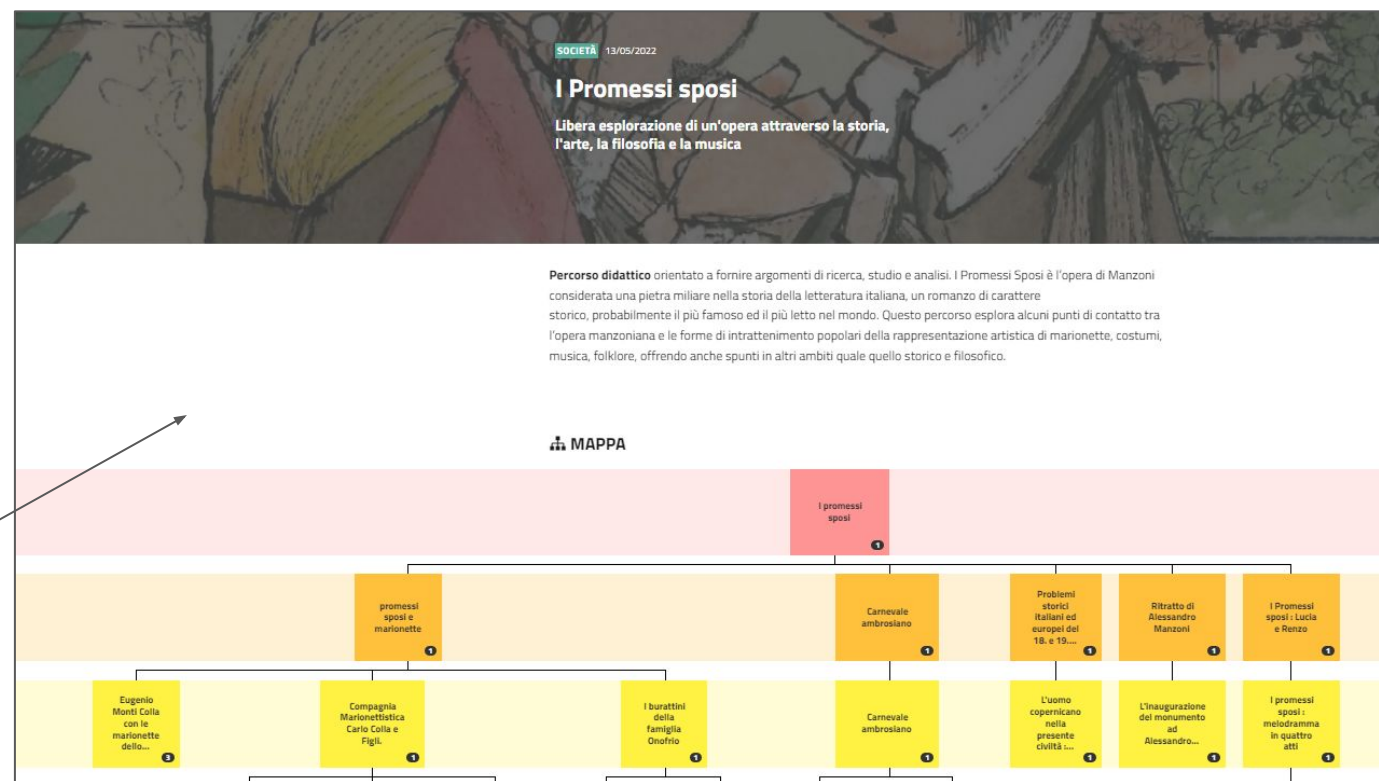 SOCIETÀ 13/05/2022
I Promessi sposi
Libera esplorazione di un'opera attraverso la storia,
l'arte, la filosofia e la musica
Percorso didattico orientato a fornire argomenti di ricerca, studio e analisi. I Promessi Sposi è l'opera di Manzoni
considerata una pietra miliare nella storia della letteratura italiana, un romanzo di carattere
storico, probabilmente il più famoso ed il più letto nel mondo. Questo percorso esplora alcuni punti di contatto tra
l'opera manzoniana e le forme di intrattenimento popolari della rappresentazione artistica di marionette, costumi,
musica, folklore, offrendo anche spunti in altri ambiti quale quello storico e filosofico.
MAPPA
I promessi
sposi
1
promessi
sposi e
marionette
1
Carnevale
ambrosiano
1
Problemi
storici
italiani ed
europei del
18. e 19....
1
Ritratto di
Alessandro
Manzoni
1
I Promessi
sposi : Lucia
e Renzo
1
Eugenio
Monti Colla
con le
marionette
dello...
3
Compagnia
Marionettistica
Carlo Colla e
Figli.
1
I burattini
della
famiglia
Onofrio
1
Carnevale
ambrosiano
1
L'uomo
copernicano
nella
presente
civiltà :...
1
L'inaugurazione
del monumento
ad
Alessandro...
1
I promessi
sposi :
melodramma
in quattro
atti
1